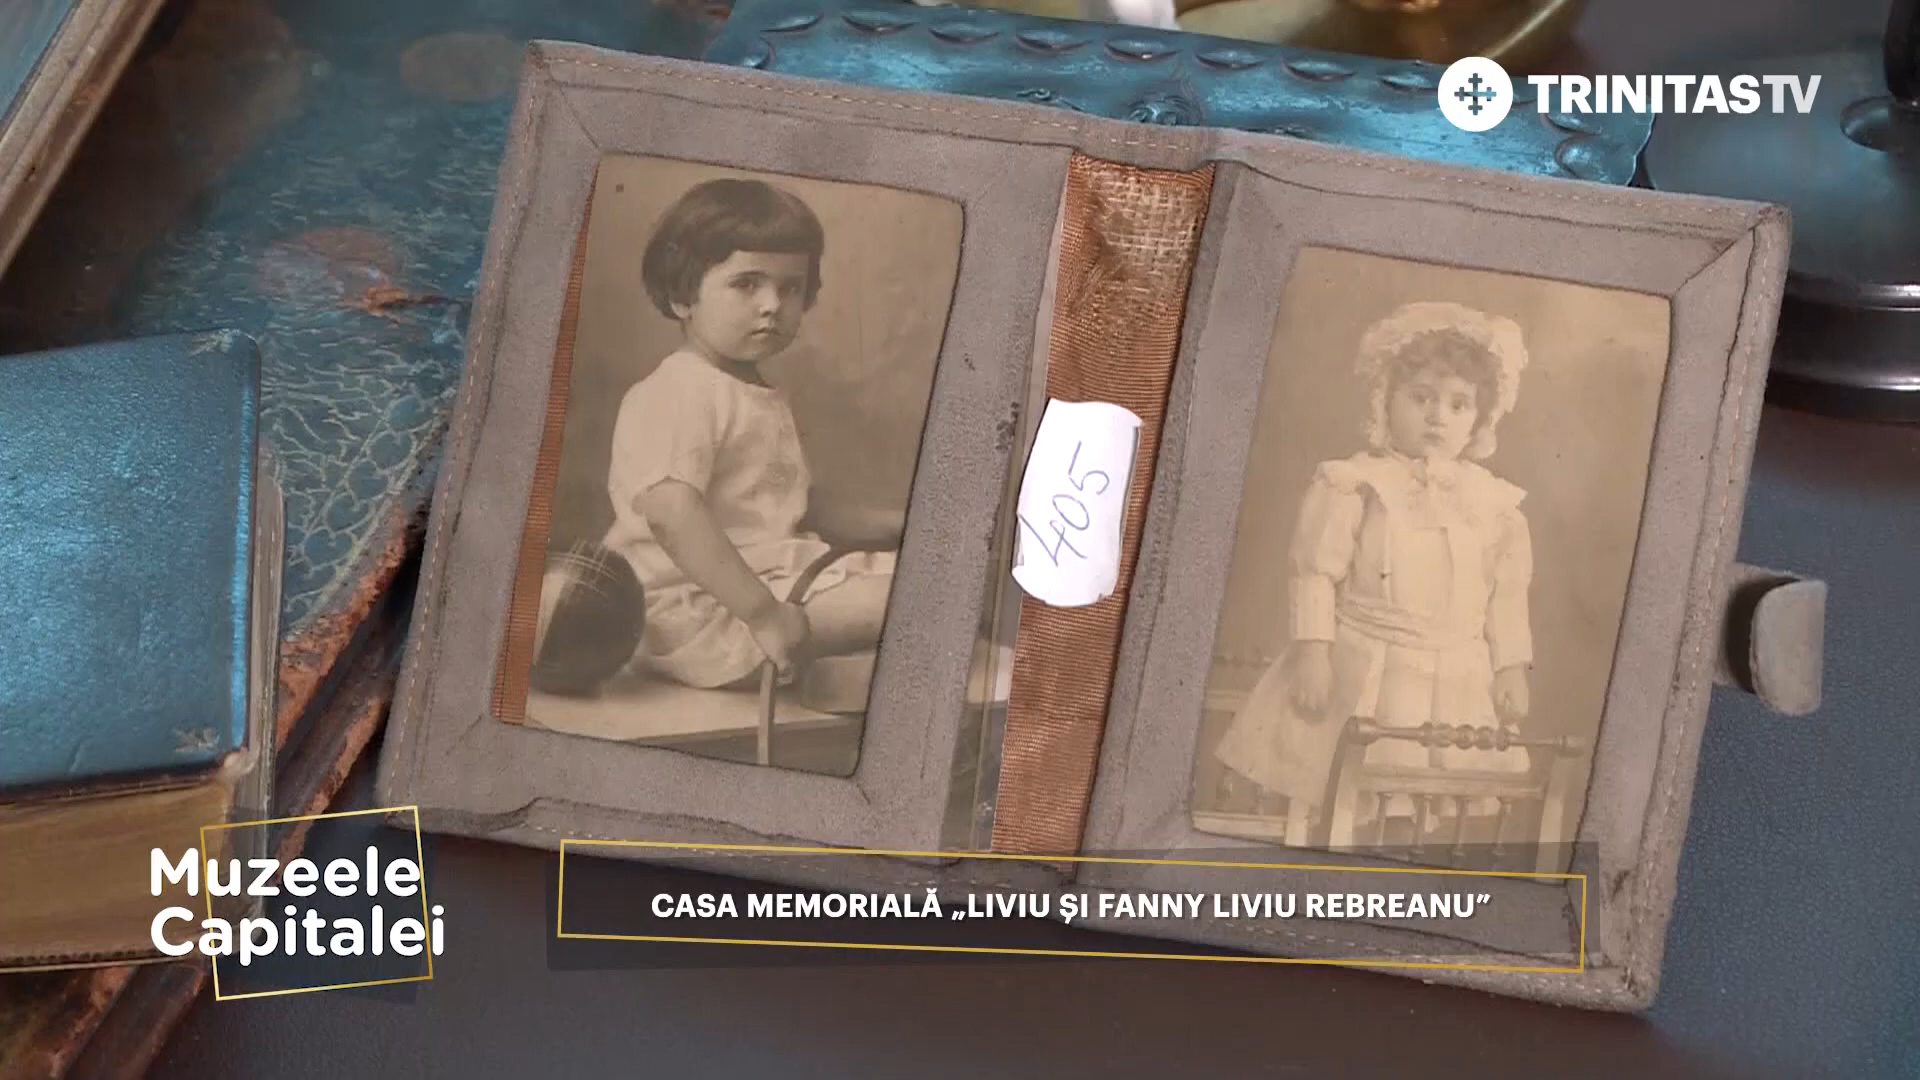 TRINITASTV
405
Muzeele
Capitalei
CASA MEMORIALĂ „LIVIU ȘI FANNY LIVIU REBREANU”